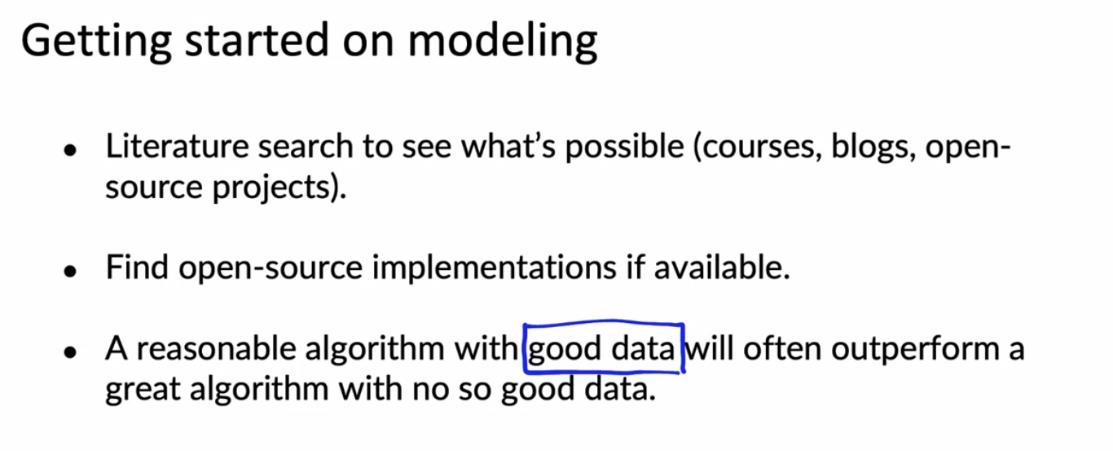 Getting started on modeling
● Literature search to see what’s possible (courses, blogs, open-
source projects).
● Find open-source implementations if available.
● A reasonable algorithm with good data will often outperform a
great algorithm with no so good data.